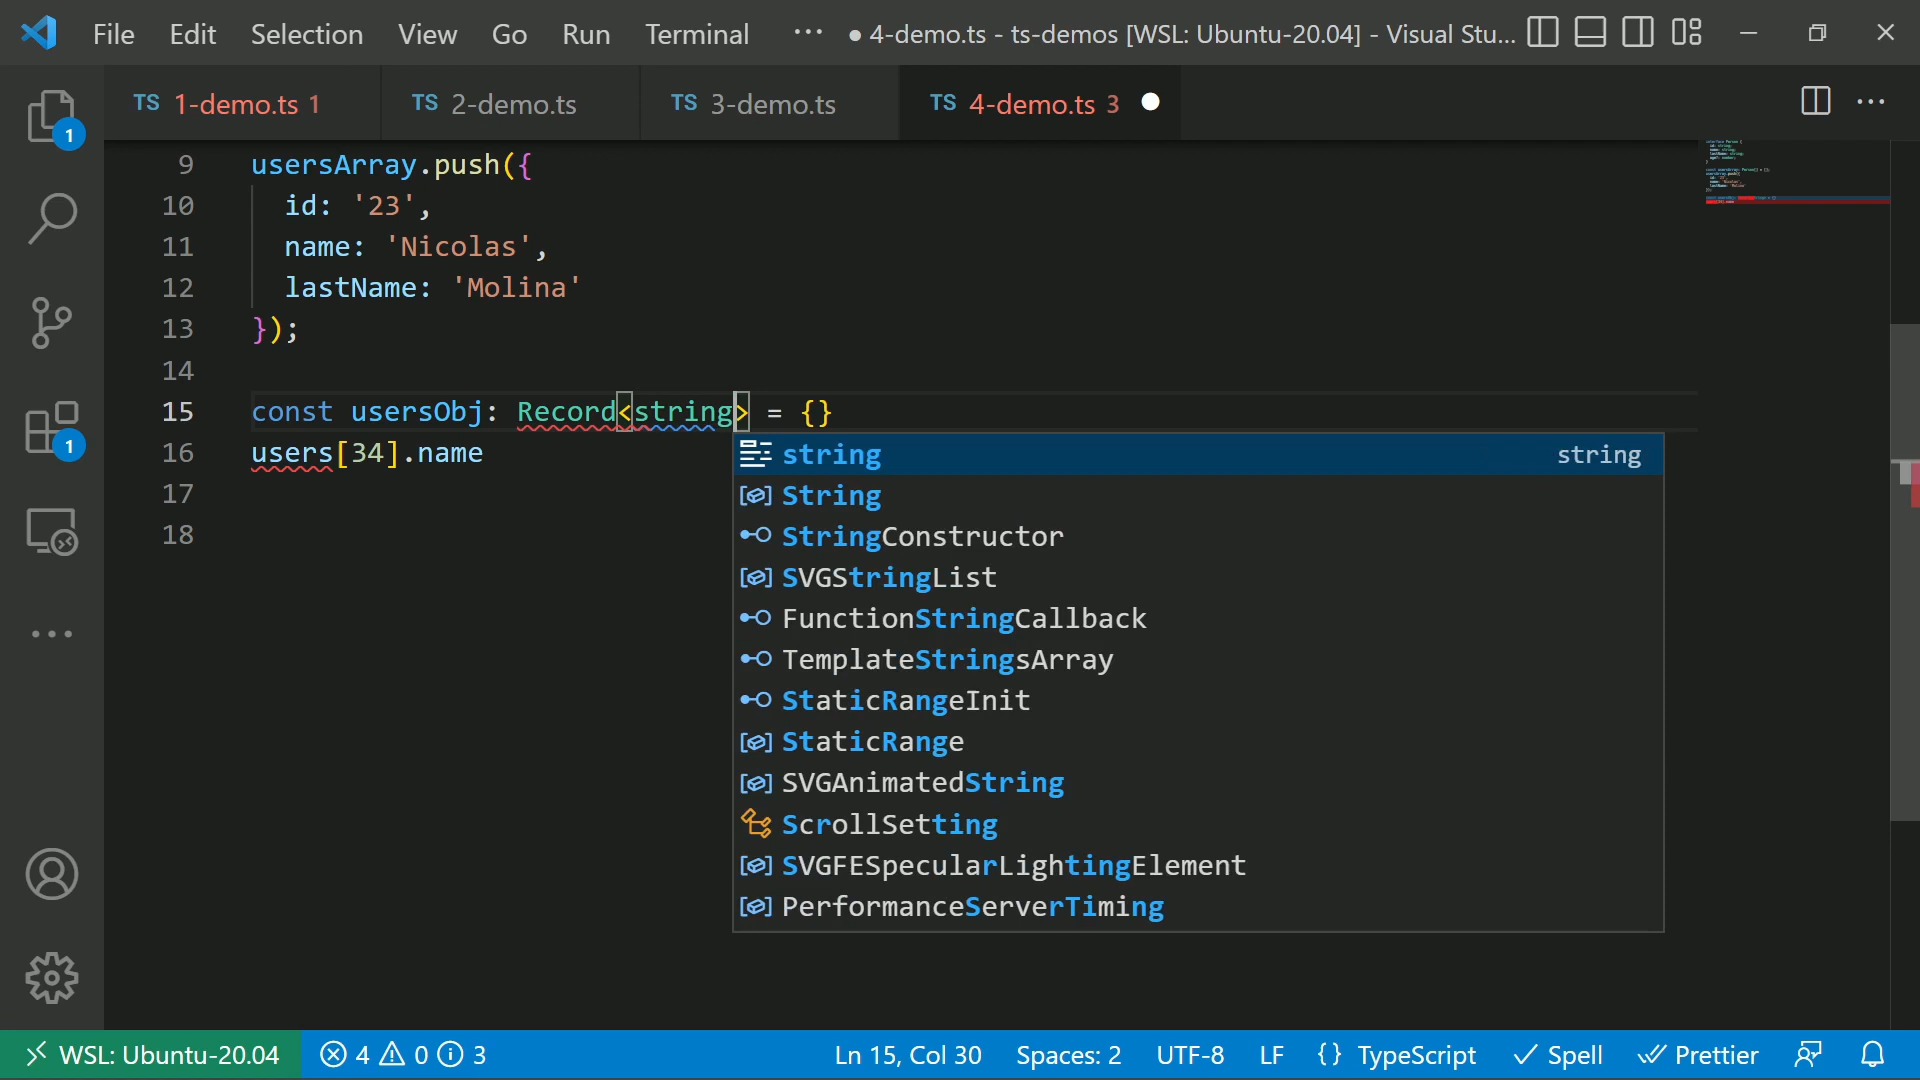 File Edit Selection View Go Run Terminal ··· ● 4-demo.ts - ts-demos [WSL: Ubuntu-20.04] - Visual Stu...
TS 1-demo.ts 1 TS 2-demo.ts TS 3-demo.ts TS 4-demo.ts 3
9 usersArray.push({
10 id: '23',
11 name: 'Nicolas',
12 lastName: 'Molina'
13 });
14
15 const usersObj: Record<string> = {}
16 users[34].name
17
18
string string
String
StringConstructor
SVGStringList
FunctionStringCallback
TemplateStringsArray
StaticRangeInit
StaticRange
SVGAnimatedString
ScrollSetting
SVGFESpecularLightingElement
PerformanceServerTiming
1
1
WSL: Ubuntu-20.04 4 0 3 Ln 15, Col 30 Spaces: 2 UTF-8 LF {} TypeScript Spell Prettier